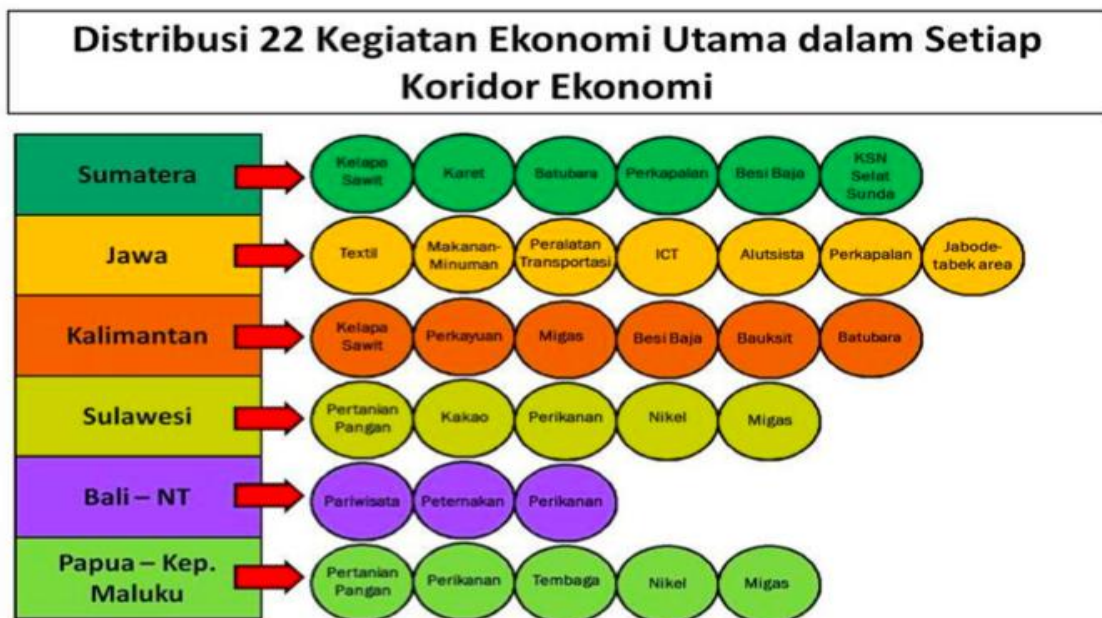 Distribusi 22 Kegiatan Ekonomi Utama dalam Setiap
Koridor Ekonomi
Sumatera
Kelapa
Sawit
Karet
Batubara
Perkapalan
Besi Baja
KSN
Selat
Sunda
Jawa
Textil
Makanan-
Minuman
Peralatan
Transportasi
ICT
Alutsista
Perkapalan
Jabode-
tabek area
Kalimantan
Kelapa
Sawit
Perkayuan
Migas
Besi Baja
Bauksit
Batubara
Sulawesi
Pertanian
Pangan
Kakao
Perikanan
Nikel
Migas
Bali – NT
Pariwisata
Peternakan
Perikanan
Papua – Kep.
Maluku
Pertanian
Pangan
Perikanan
Tembaga
Nikel
Migas